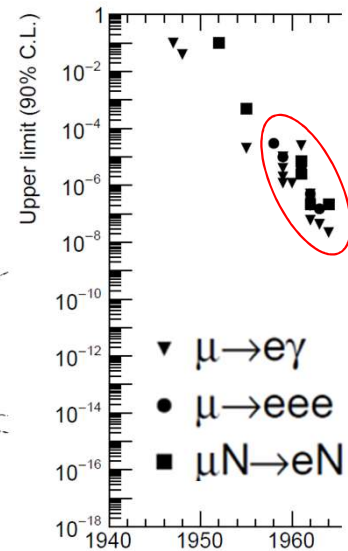 Upper limit (90% C.L.)
1
10⁻²
10⁻⁴
10⁻⁶
10⁻⁸
10⁻¹⁰
10⁻¹²
10⁻¹⁴
10⁻¹⁶
10⁻¹⁸
μ→eγ
μ→eee
μN→eN
1940 1950 1960